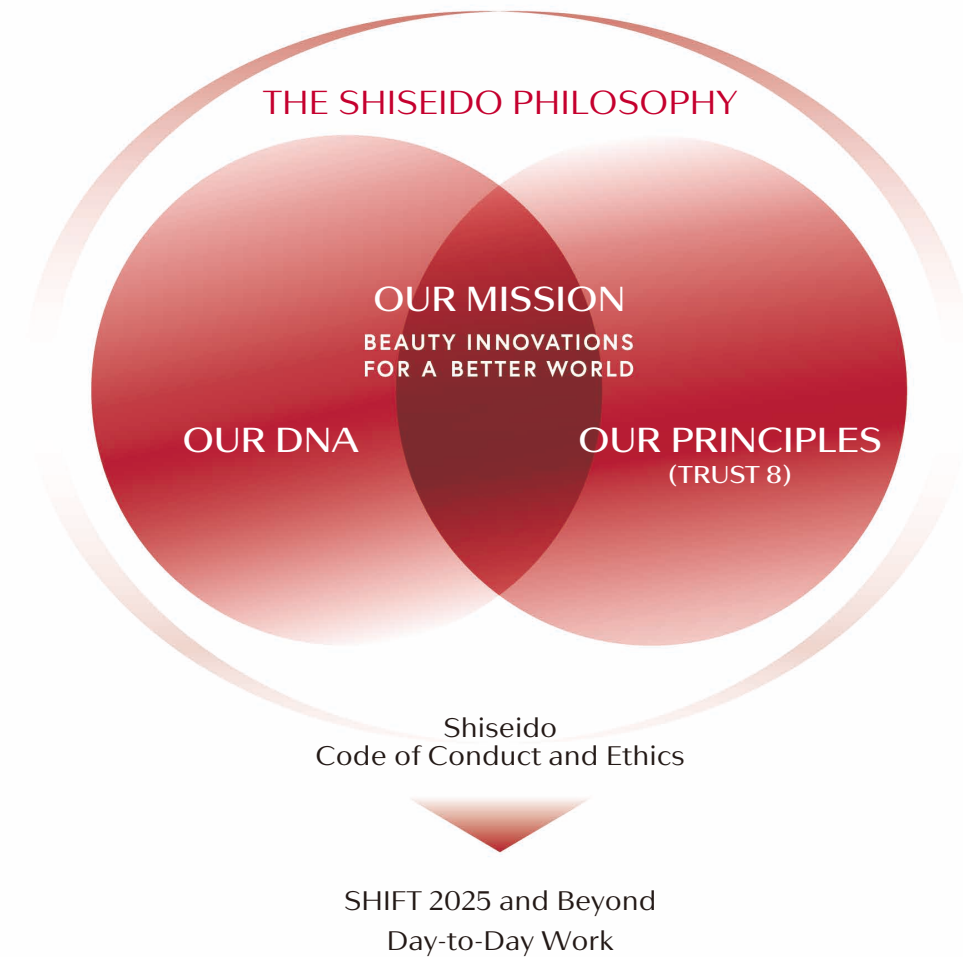 THE SHISEIDO PHILOSOPHY
OUR MISSION
BEAUTY INNOVATIONS
FOR A BETTER WORLD
OUR DNA
OUR PRINCIPLES
(TRUST 8)
Shiseido
Code of Conduct and Ethics
SHIFT 2025 and Beyond
Day-to-Day Work